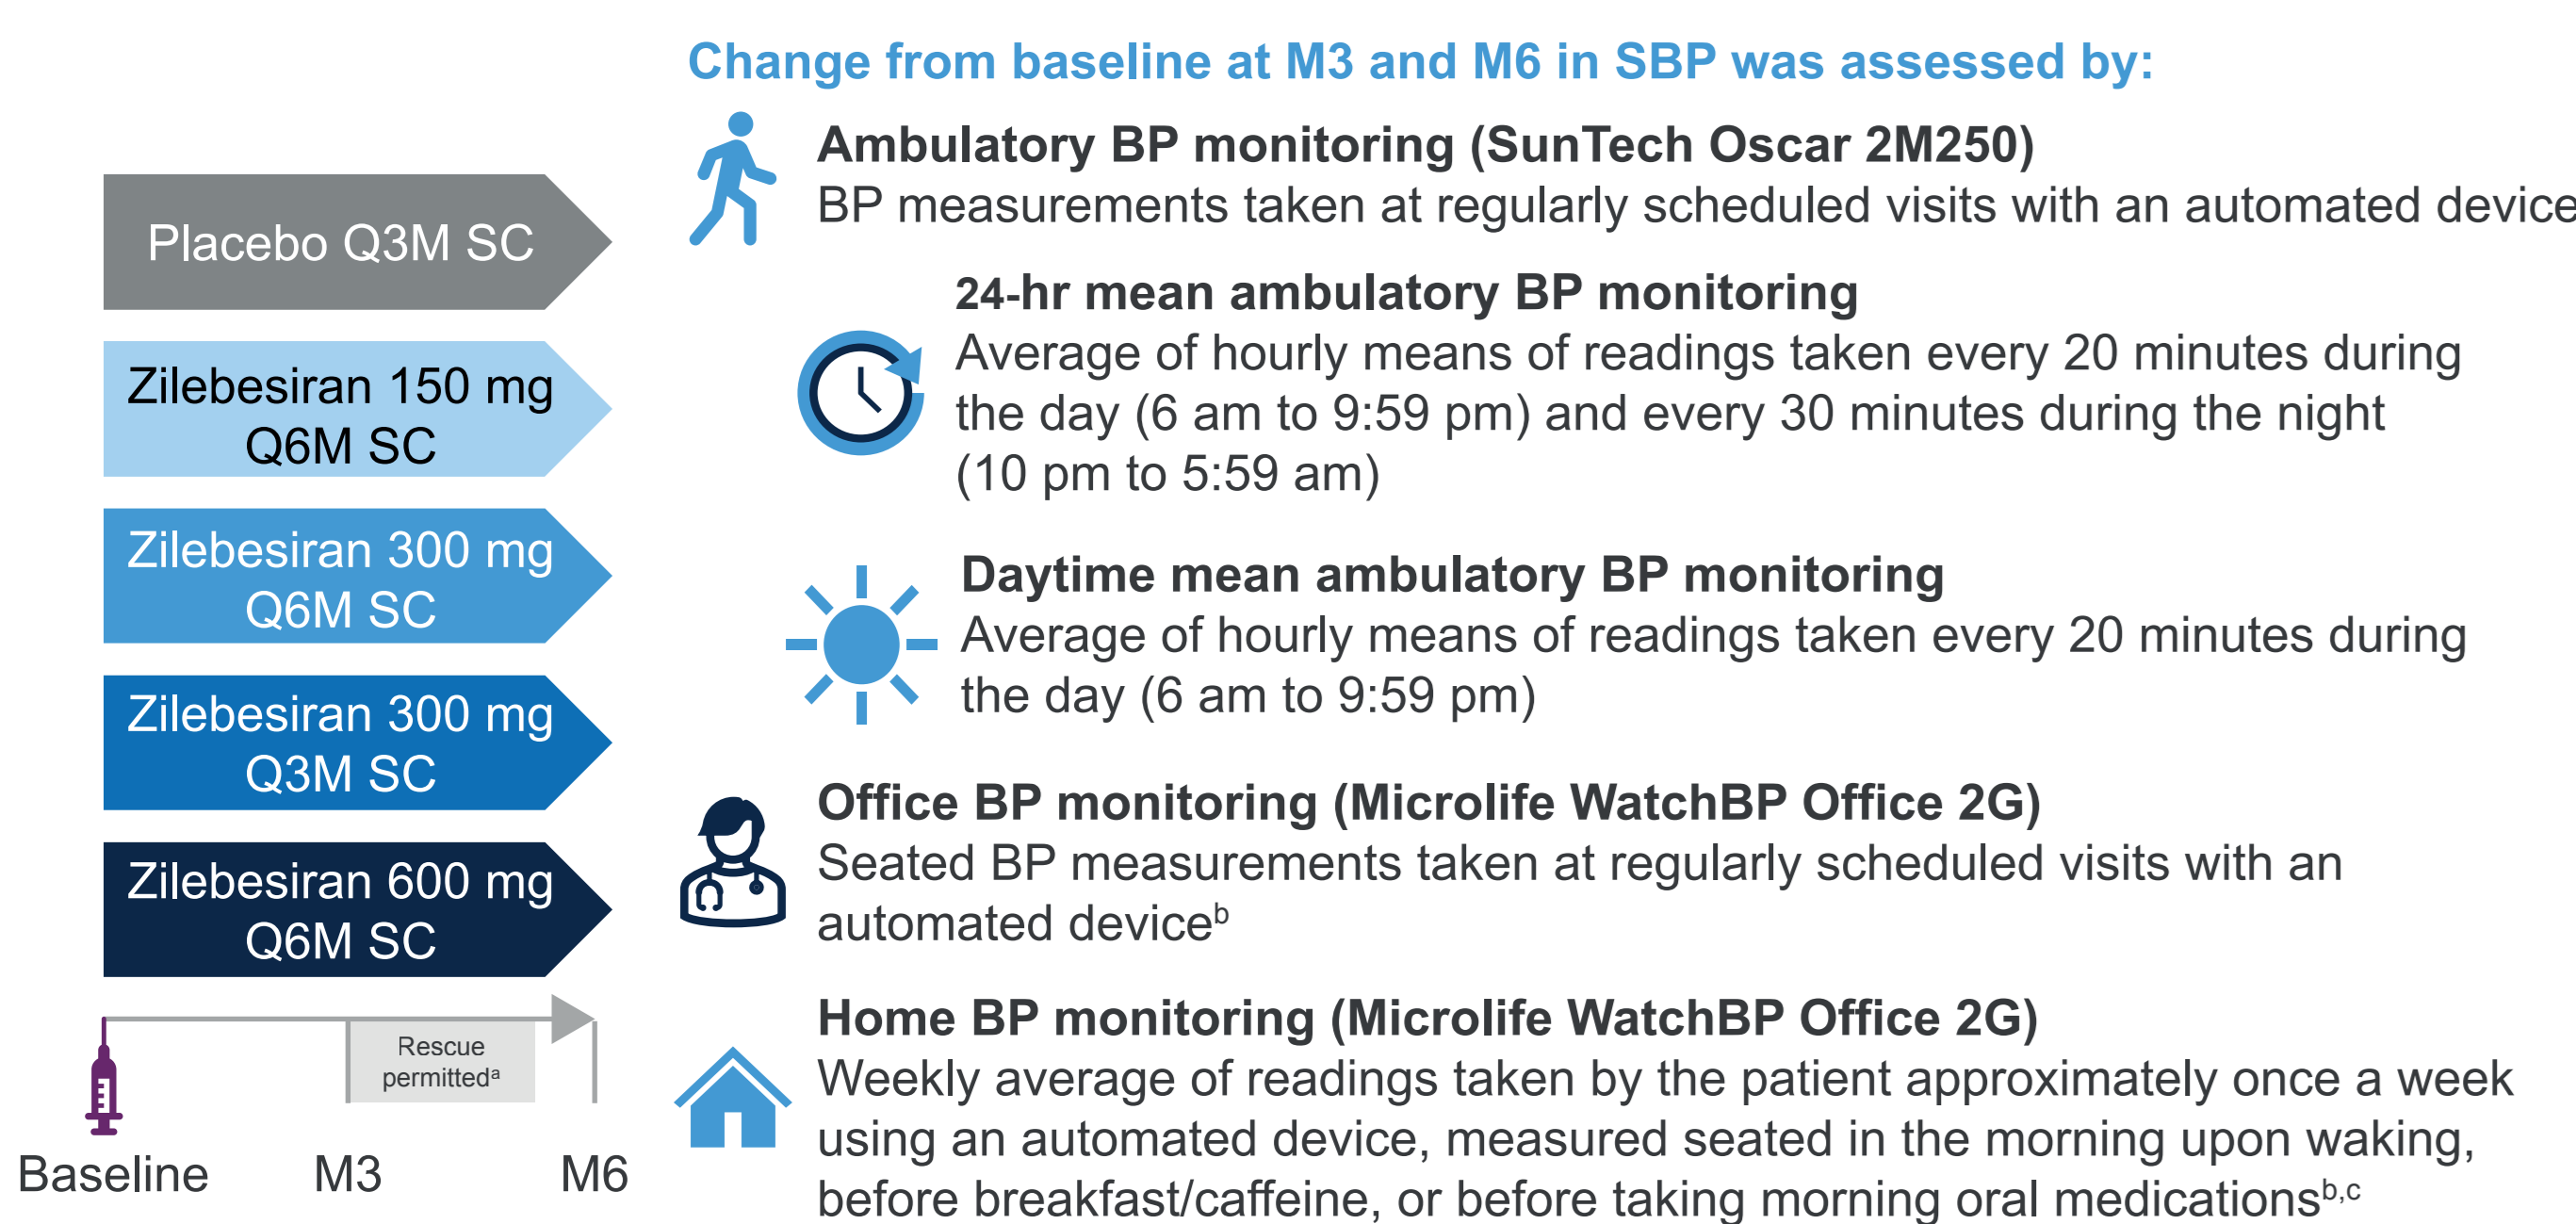 Change from baseline at M3 and M6 in SBP was assessed by:
Placebo Q3M SC
Zilebesiran 150 mg
Q6M SC
Zilebesiran 300 mg
Q6M SC
Zilebesiran 300 mg
Q3M SC
Zilebesiran 600 mg
Q6M SC
Rescue
permittedᵃ
Baseline
M3
M6
Ambulatory BP monitoring (SunTech Oscar 2M250)
BP measurements taken at regularly scheduled visits with an automated device
24-hr mean ambulatory BP monitoring
Average of hourly means of readings taken every 20 minutes during
the day (6 am to 9:59 pm) and every 30 minutes during the night
(10 pm to 5:59 am)
Daytime mean ambulatory BP monitoring
Average of hourly means of readings taken every 20 minutes during
the day (6 am to 9:59 pm)
Office BP monitoring (Microlife WatchBP Office 2G)
Seated BP measurements taken at regularly scheduled visits with an
automated deviceᵇ
Home BP monitoring (Microlife WatchBP Office 2G)
Weekly average of readings taken by the patient approximately once a week
using an automated device, measured seated in the morning upon waking,
before breakfast/caffeine, or before taking morning oral medicationsᵇ,ᶜ